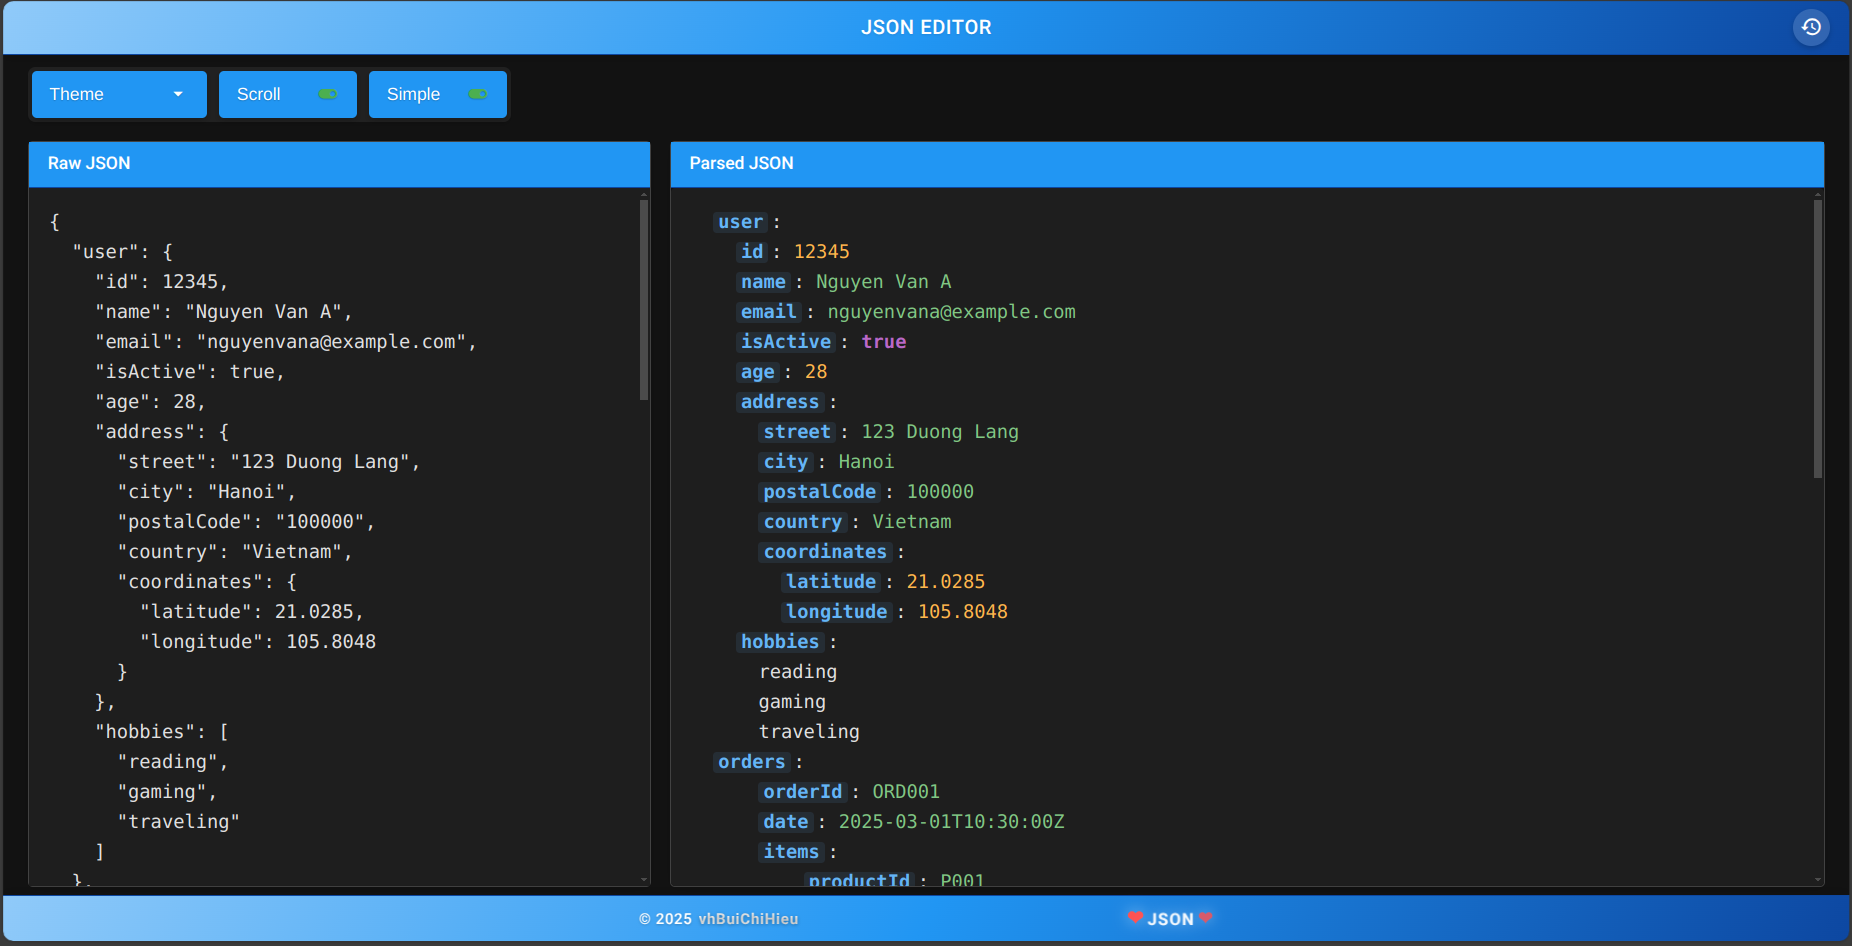 JSON EDITOR
Theme
Scroll
Simple
Raw JSON
{
  "user": {
    "id": 12345,
    "name": "Nguyen Van A",
    "email": "nguyenvana@example.com",
    "isActive": true,
    "age": 28,
    "address": {
      "street": "123 Duong Lang",
      "city": "Hanoi",
      "postalCode": "100000",
      "country": "Vietnam",
      "coordinates": {
        "latitude": 21.0285,
        "longitude": 105.8048
      }
    },
    "hobbies": [
      "reading",
      "gaming",
      "traveling"
    ]
  },
Parsed JSON
user :
  id : 12345
  name : Nguyen Van A
  email : nguyenvana@example.com
  isActive : true
  age : 28
  address :
    street : 123 Duong Lang
    city : Hanoi
    postalCode : 100000
    country : Vietnam
    coordinates :
      latitude : 21.0285
      longitude : 105.8048
  hobbies :
    reading
    gaming
    traveling
orders :
    orderId : ORD001
    date : 2025-03-01T10:30:00Z
    items :
        productId : P001
© 2025 vhBuiChiHieu
❤ JSON ❤